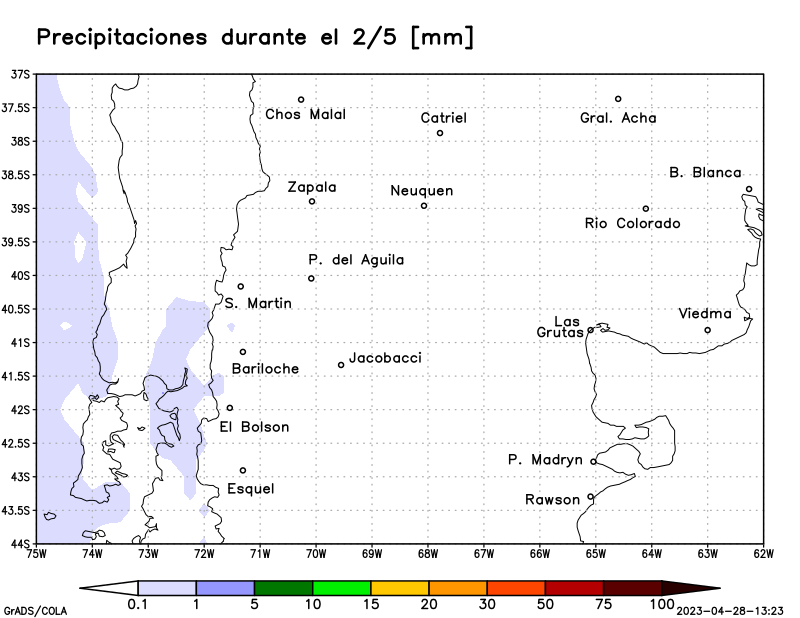 Precipitaciones durante el 2/5 [mm]
37S
37.5S
38S
38.5S
39S
39.5S
40S
40.5S
41S
41.5S
42S
42.5S
43S
43.5S
44S
Chos Malal
Catriel
Gral. Acha
B. Blanca
Zapala
Neuquen
Rio Colorado
P. del Aguila
S. Martin
Viedma
Las
Grutas
Jacobacci
Bariloche
El Bolson
P. Madryn
Esquel
Rawson
75W 74W 73W 72W 71W 70W 69W 68W 67W 66W 65W 64W 63W 62W
0.1 1 5 10 15 20 30 50 75 100
GrADS/COLA
2023-04-28-13:23